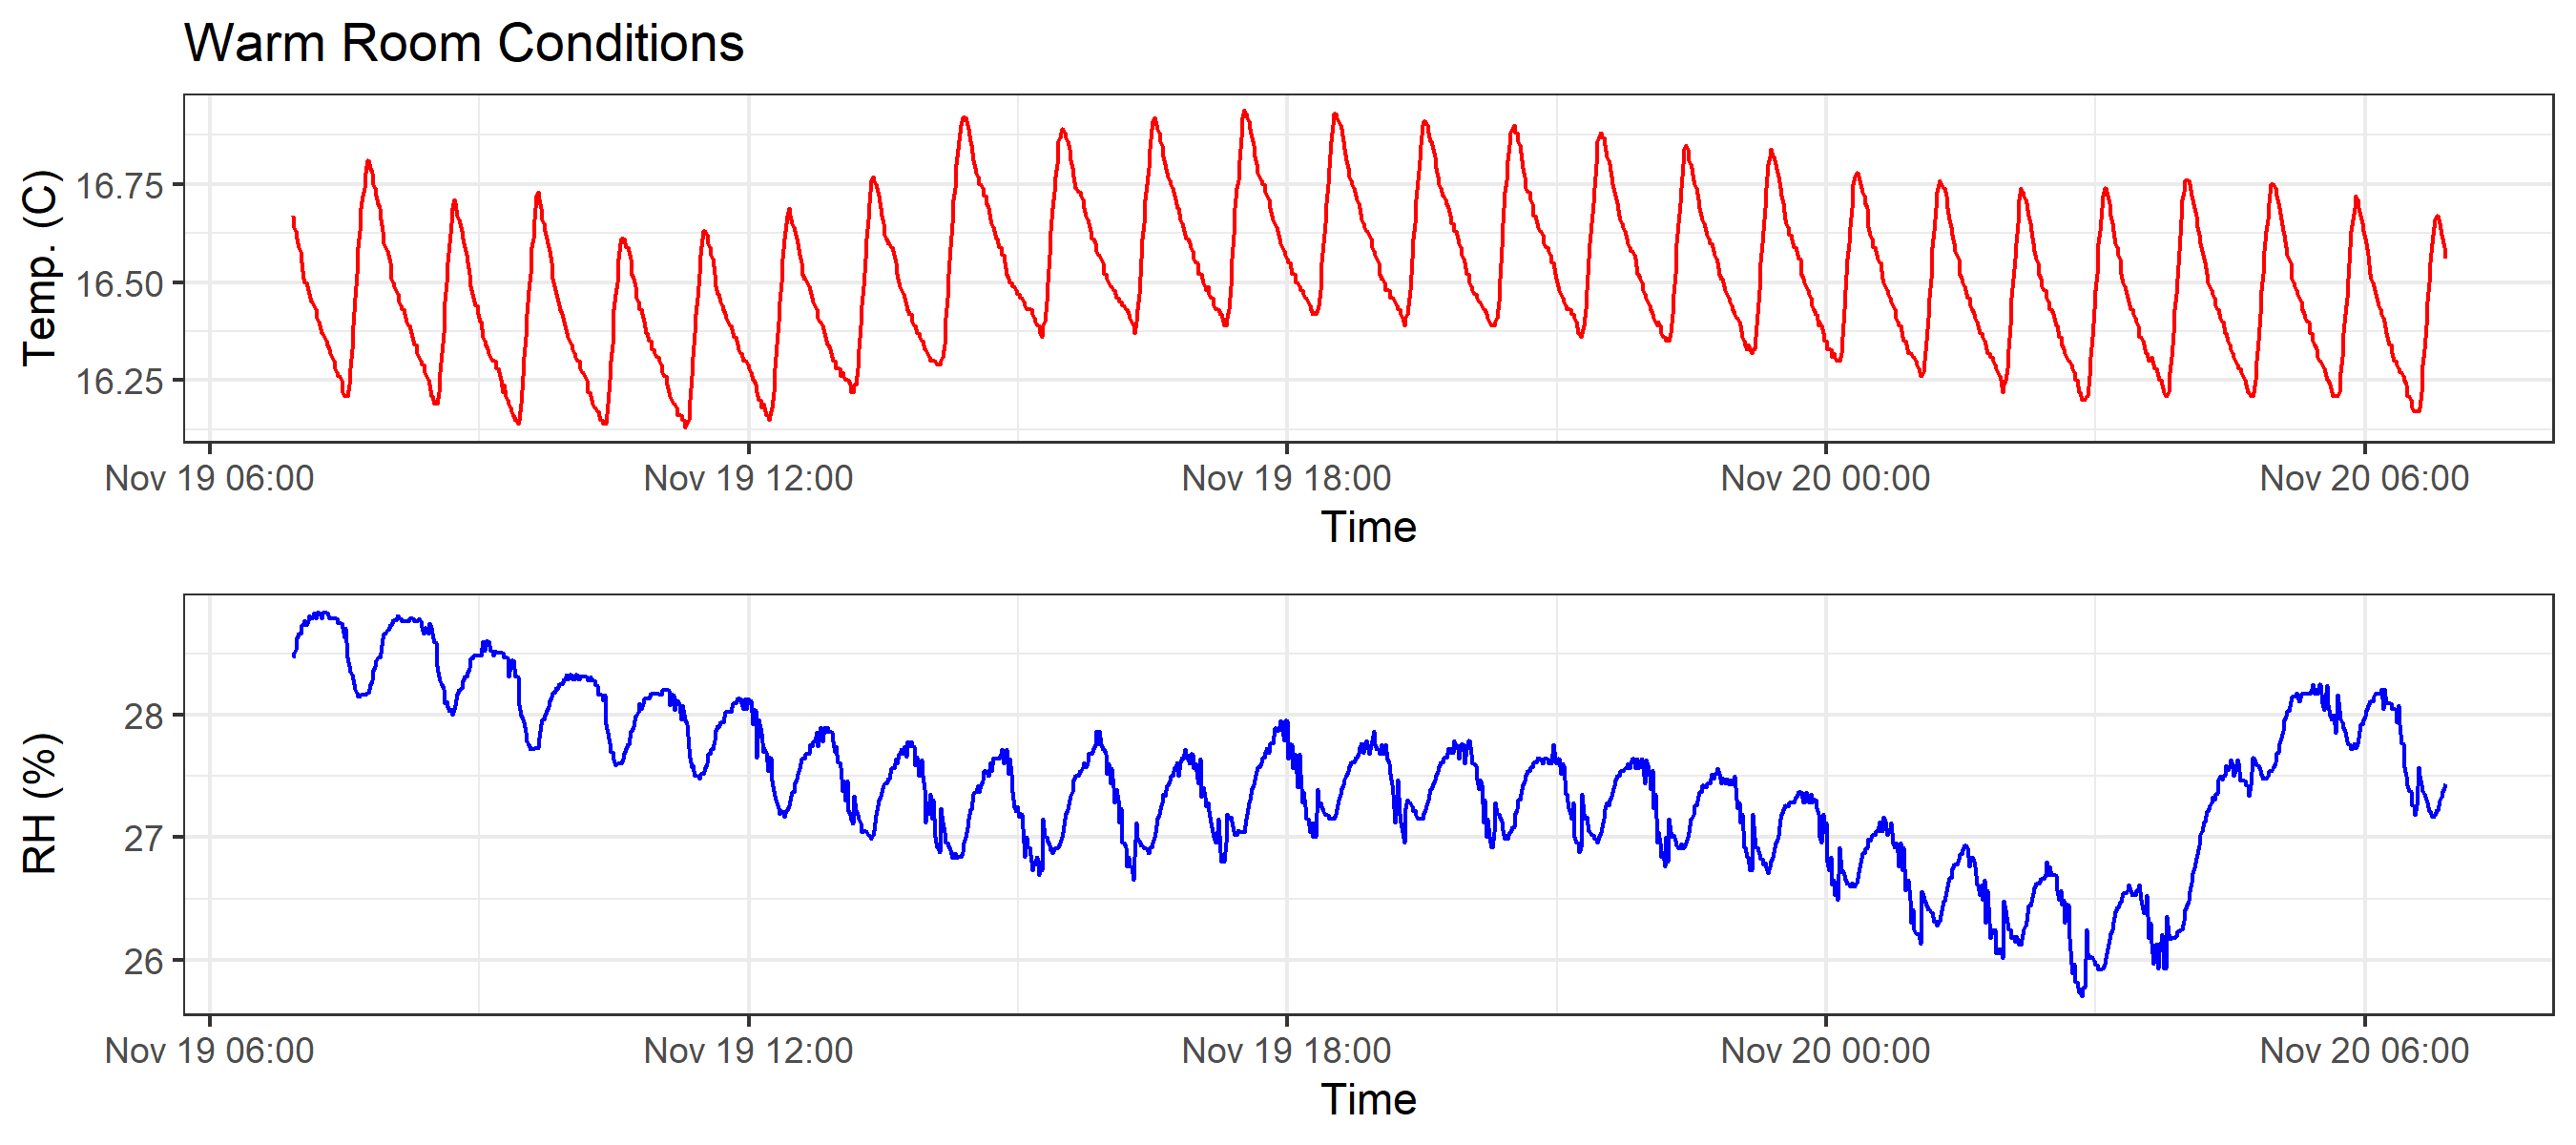 Warm Room Conditions
Temp. (C)
16.75
16.50
16.25
Nov 19 06:00 Nov 19 12:00 Nov 19 18:00 Nov 20 00:00 Nov 20 06:00
Time
RH (%)
28
27
26
Nov 19 06:00 Nov 19 12:00 Nov 19 18:00 Nov 20 00:00 Nov 20 06:00
Time